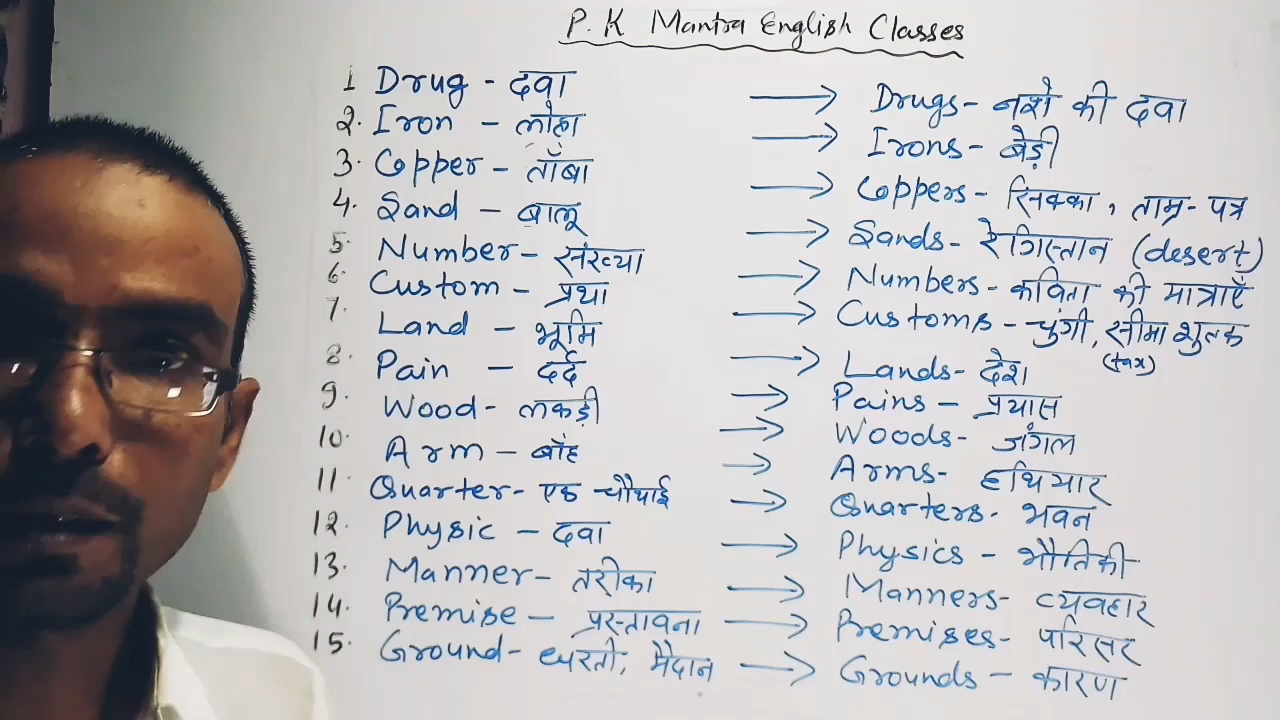 P. K Mantra English Classes
1 Drug - दवा → Drugs - नशे की दवा
2. Iron - लोहा → Irons - बेड़ी
3. Copper - ताँबा → Coppers - सिक्का, ताम्र-पत्र
4. Sand - बालू → Sands - रेगिस्तान (desert)
5. Number - संख्या → Numbers - कविता की मात्राएँ
6. Custom - प्रथा → Customs - चुंगी, सीमा शुल्क (tax)
7. Land - भूमि → Lands - देश
8. Pain - दर्द → Pains - प्रयास
9. Wood - लकड़ी → Woods - जंगल
10. Arm - बाँह → Arms - हथियार
11. Quarter - एक चौथाई → Quarters - भवन
12. Physic - दवा → Physics - भौतिकी
13. Manner - तरीका → Manners - व्यवहार
14. Premise - प्रस्तावना → Premises - परिसर
15. Ground - धरती, मैदान → Grounds - कारण